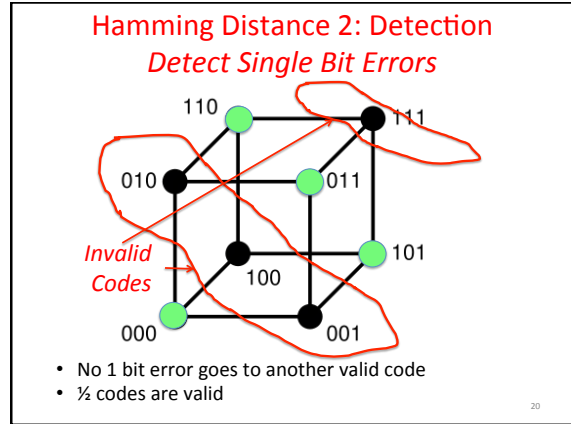 Hamming Distance 2: Detection
Detect Single Bit Errors
110
111
010
011
Invalid
Codes
100
101
000
001
• No 1 bit error goes to another valid code
• ½ codes are valid
20